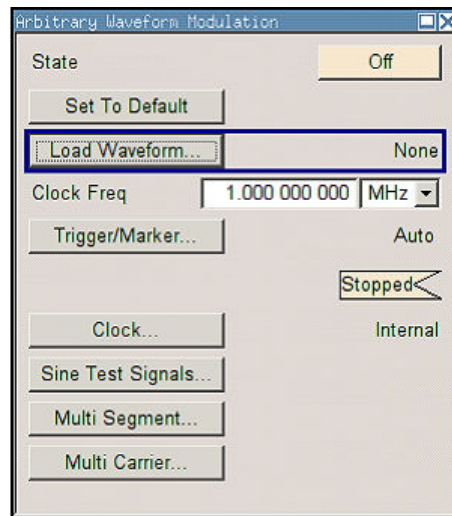 Arbitrary Waveform Modulation
State Off
Set To Default
Load Waveform... None
Clock Freq 1.000 000 000 MHz
Trigger/Marker... Auto
Stopped
Clock... Internal
Sine Test Signals...
Multi Segment...
Multi Carrier...